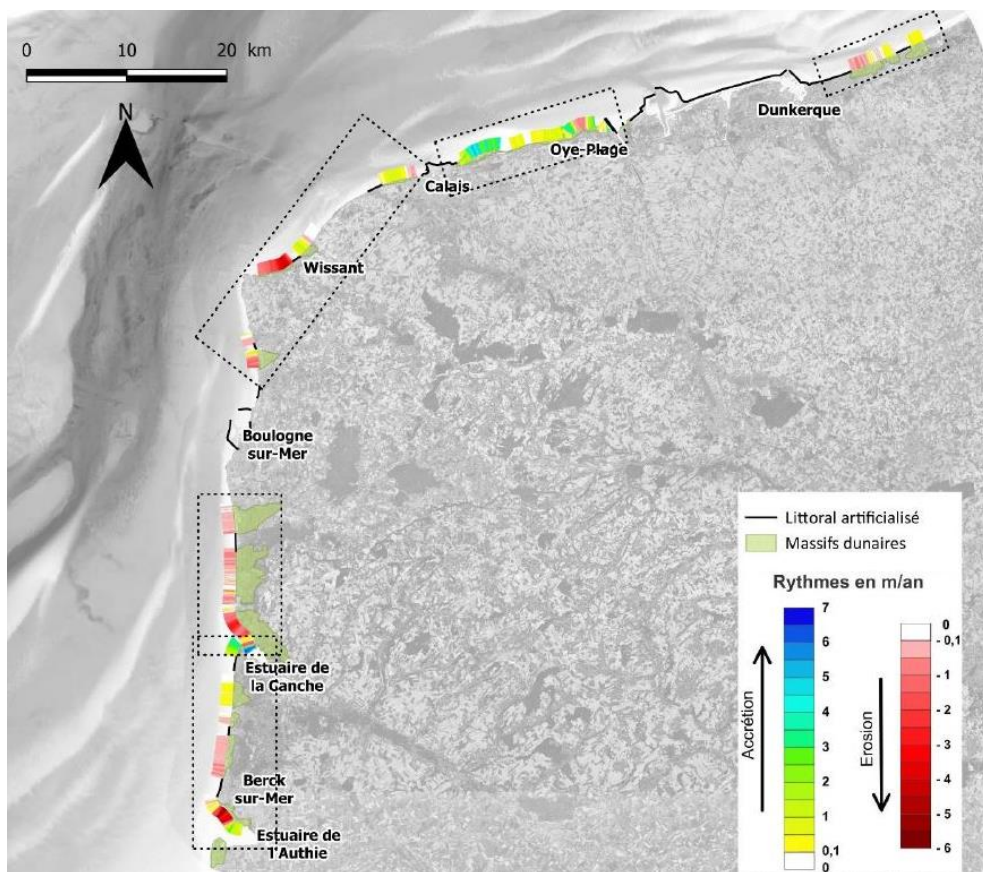 0 10 20 km
N
Dunkerque
Oye-Plage
Calais
Wissant
Boulogne
sur-Mer
Estuaire de
la Canche
Berck
sur-Mer
Estuaire de
l'Authie
Littoral artificialisé
Massifs dunaires
Rythmes en m/an
Accrétion
7
6
5
4
3
2
1
0,1
0
Erosion
0
- 0,1
- 1
- 2
- 3
- 4
- 5
- 6